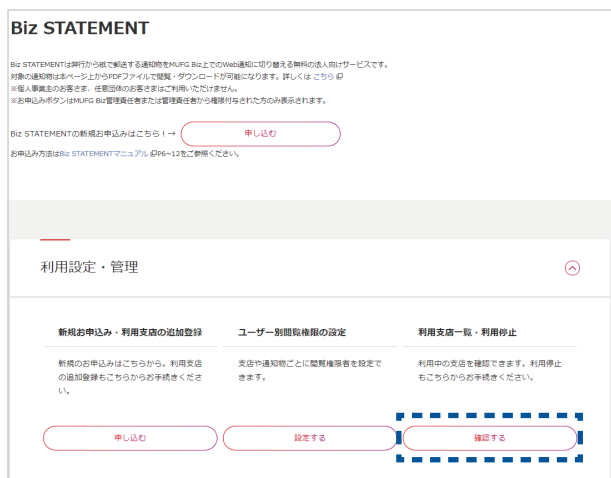 Biz STATEMENT
Biz STATEMENTは弊行から紙で郵送する通知物をMUFG Biz上でのWeb通知に切り替える無料の法人向けサービスです。
対象の通知物は本ページ上からPDFファイルで閲覧・ダウンロードが可能になります。詳しくは こちら
※個人事業主のお客さま、任意団体のお客さまはご利用いただけません。
※お申込みボタンはMUFG Biz管理責任者または管理責任者から権限付与された方のみ表示されます。
Biz STATEMENTの新規お申込みはこちら！→ 申し込む
お申込み方法はBiz STATEMENTマニュアル P6~12をご参照ください。
利用設定・管理
新規お申込み・利用支店の追加登録
新規のお申込みはこちらから。利用支店
の追加登録もこちらからお手続きくださ
い。
申し込む
ユーザー別閲覧権限の設定
支店や通知物ごとに閲覧権限者を設定で
きます。
設定する
利用支店一覧・利用停止
利用中の支店を確認できます。利用停止
もこちらからお手続きください。
確認する